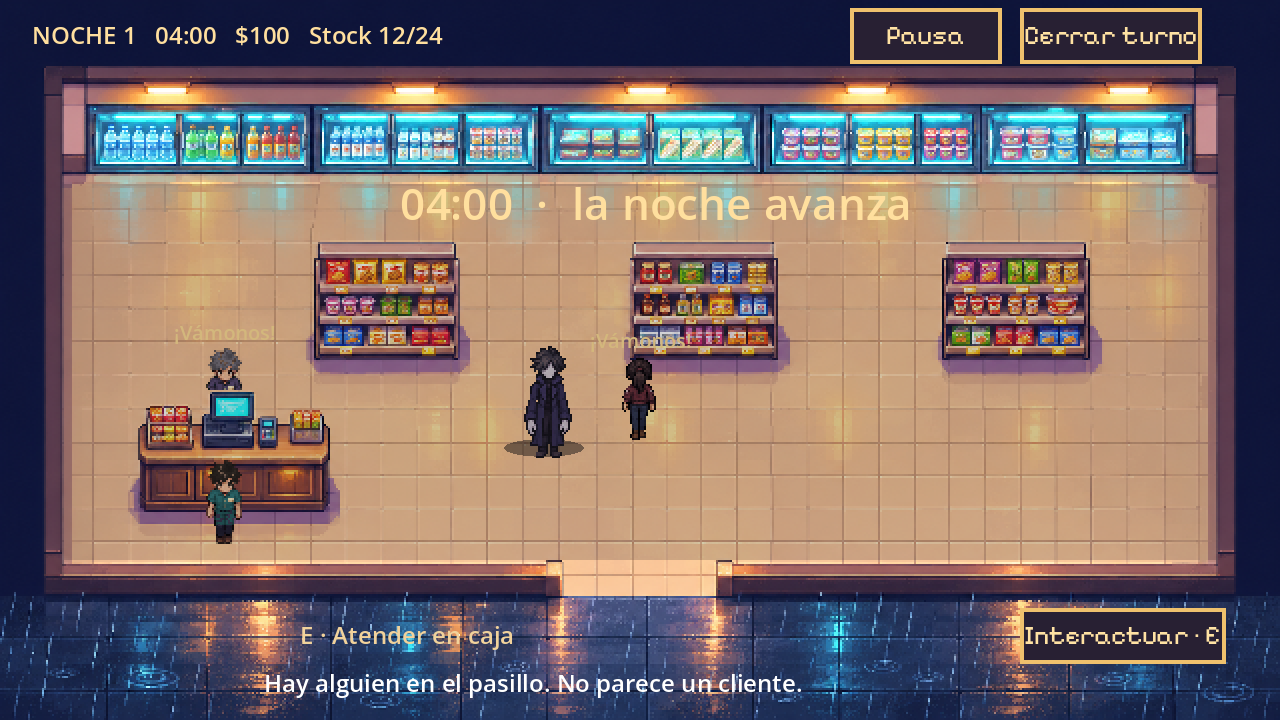 NOCHE 1 04:00 $100 Stock 12/24
Pausa
Cerrar turno
04:00 · la noche avanza
¡Vámonos!
¡Vámonos!
E · Atender en caja
Interactuar · E
Hay alguien en el pasillo. No parece un cliente.